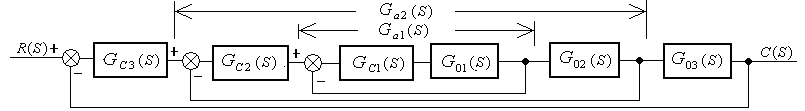 G_{a2}(S)
G_{a1}(S)
R(S) + − G_{C3}(S) + − G_{C2}(S) + − G_{C1}(S) G_{01}(S) G_{02}(S) G_{03}(S) C(S)